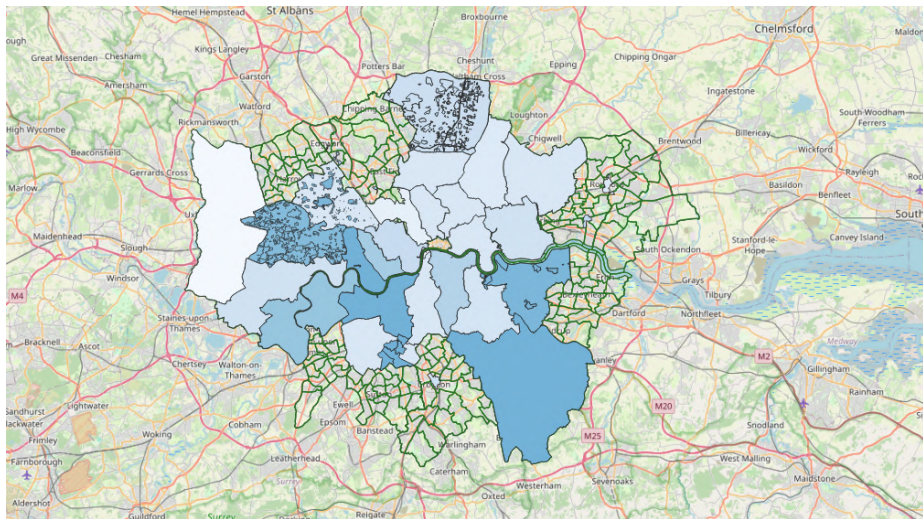 Hemel Hempstead
St Albans
Broxbourne
Chelmsford
Great Missenden
Chesham
Kings Langley
Potters Bar
Cheshunt
Epping
Chipping Ongar
Amersham
Garston
Ingatestone
Watford
Loughton
South-Woodham-
Ferrers
High Wycombe
Rickmansworth
Chigwell
Brentwood
Billericay
Beaconsfield
Wickford
Gerrards Cross
Rayleigh
Marlow
Basildon
Benfleet
Maidenhead
Slough
South Ockendon
Stanford-le-
Hope
Canvey Island
M4
Windsor
Grays
Tilbury
Staines-upon-
Thames
Dartford
Northfleet
Bracknell
Ascot
Chertsey
Walton-on-
Thames
M2
Medway
Gillingham
Ewell
Rainham
Lightwater
Cobham
Epsom
Banstead
M20
Sandhurst
Woking
Warlingham
M25
Snodland
Frimley
Leatherhead
Caterham
West Malling
Farnborough
Surrey
Westerham
Sevenoaks
Maidstone
Aldershot
Oxted
Guildford
Surrey
Reigate